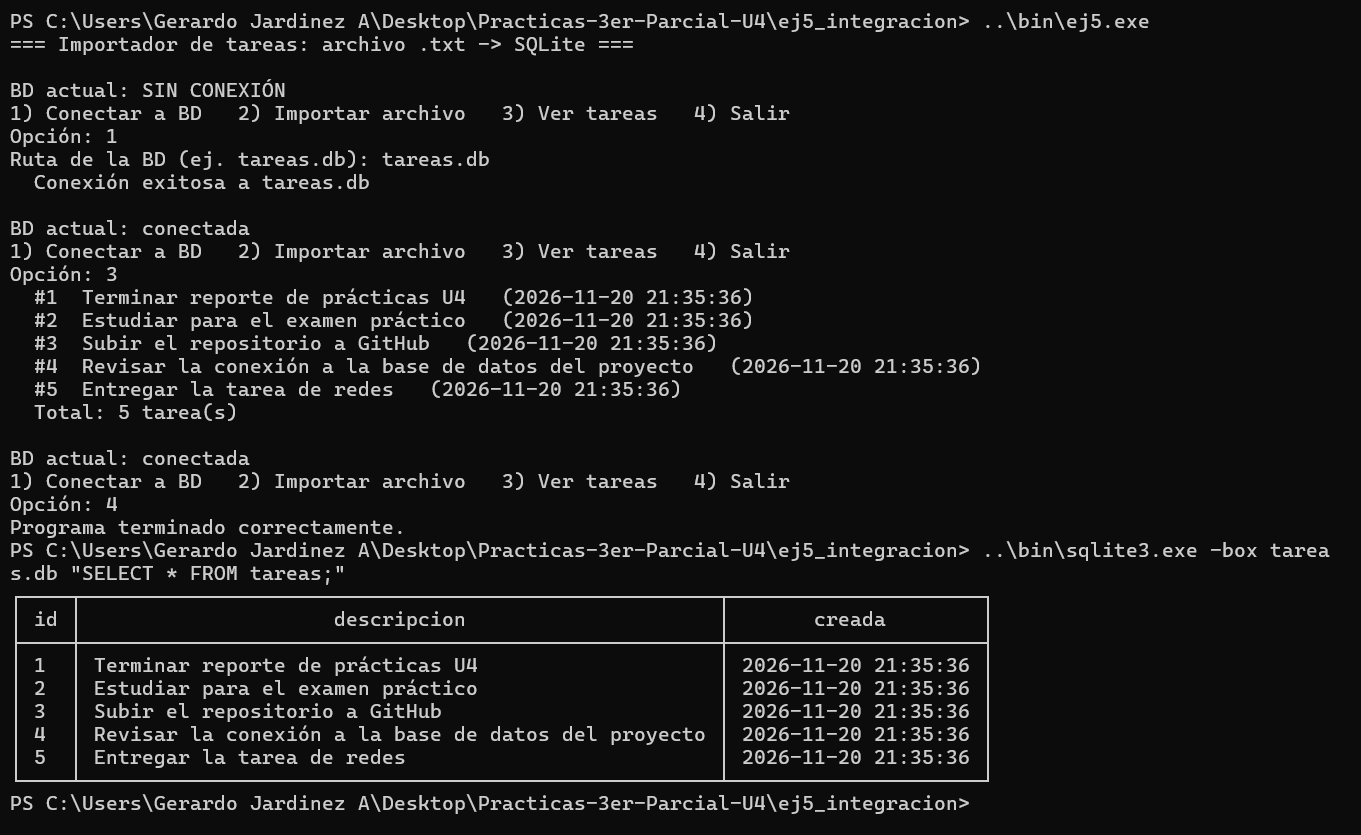 PS C:\Users\Gerardo Jardinez A\Desktop\Practicas-3er-Parcial-U4\ej5_integracion> ..\bin\ej5.exe
=== Importador de tareas: archivo .txt -> SQLite ===
BD actual: SIN CONEXIÓN
1) Conectar a BD   2) Importar archivo   3) Ver tareas   4) Salir
Opción: 1
Ruta de la BD (ej. tareas.db): tareas.db
  Conexión exitosa a tareas.db
BD actual: conectada
1) Conectar a BD   2) Importar archivo   3) Ver tareas   4) Salir
Opción: 3
  #1  Terminar reporte de prácticas U4   (2026-11-20 21:35:36)
  #2  Estudiar para el examen práctico   (2026-11-20 21:35:36)
  #3  Subir el repositorio a GitHub   (2026-11-20 21:35:36)
  #4  Revisar la conexión a la base de datos del proyecto   (2026-11-20 21:35:36)
  #5  Entregar la tarea de redes   (2026-11-20 21:35:36)
  Total: 5 tarea(s)
BD actual: conectada
1) Conectar a BD   2) Importar archivo   3) Ver tareas   4) Salir
Opción: 4
Programa terminado correctamente.
PS C:\Users\Gerardo Jardinez A\Desktop\Practicas-3er-Parcial-U4\ej5_integracion> ..\bin\sqlite3.exe -box tarea
s.db "SELECT * FROM tareas;"
id descripcion creada
1 Terminar reporte de prácticas U4 2026-11-20 21:35:36
2 Estudiar para el examen práctico 2026-11-20 21:35:36
3 Subir el repositorio a GitHub 2026-11-20 21:35:36
4 Revisar la conexión a la base de datos del proyecto 2026-11-20 21:35:36
5 Entregar la tarea de redes 2026-11-20 21:35:36
PS C:\Users\Gerardo Jardinez A\Desktop\Practicas-3er-Parcial-U4\ej5_integracion>